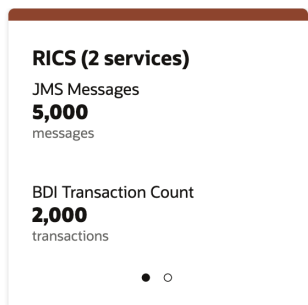 RICS (2 services)
JMS Messages
5,000
messages
BDI Transaction Count
2,000
transactions